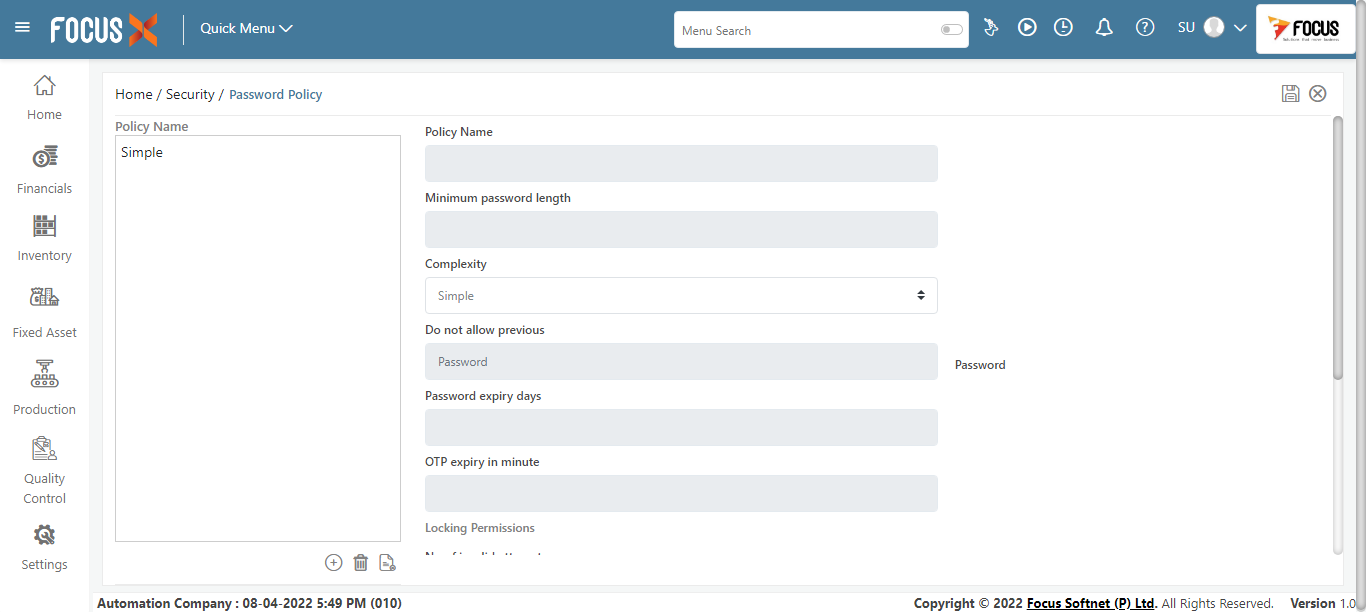 FOCUS X
Quick Menu
Menu Search
SU
FOCUS
Home
Financials
Inventory
Fixed Asset
Production
Quality
Control
Settings
Home / Security / Password Policy
Policy Name
Simple
Policy Name
Minimum password length
Complexity
Simple
Do not allow previous
Password
Password
Password expiry days
OTP expiry in minute
Locking Permissions
Automation Company : 08-04-2022 5:49 PM (010)
Copyright © 2022 Focus Softnet (P) Ltd. All Rights Reserved. Version 1.0